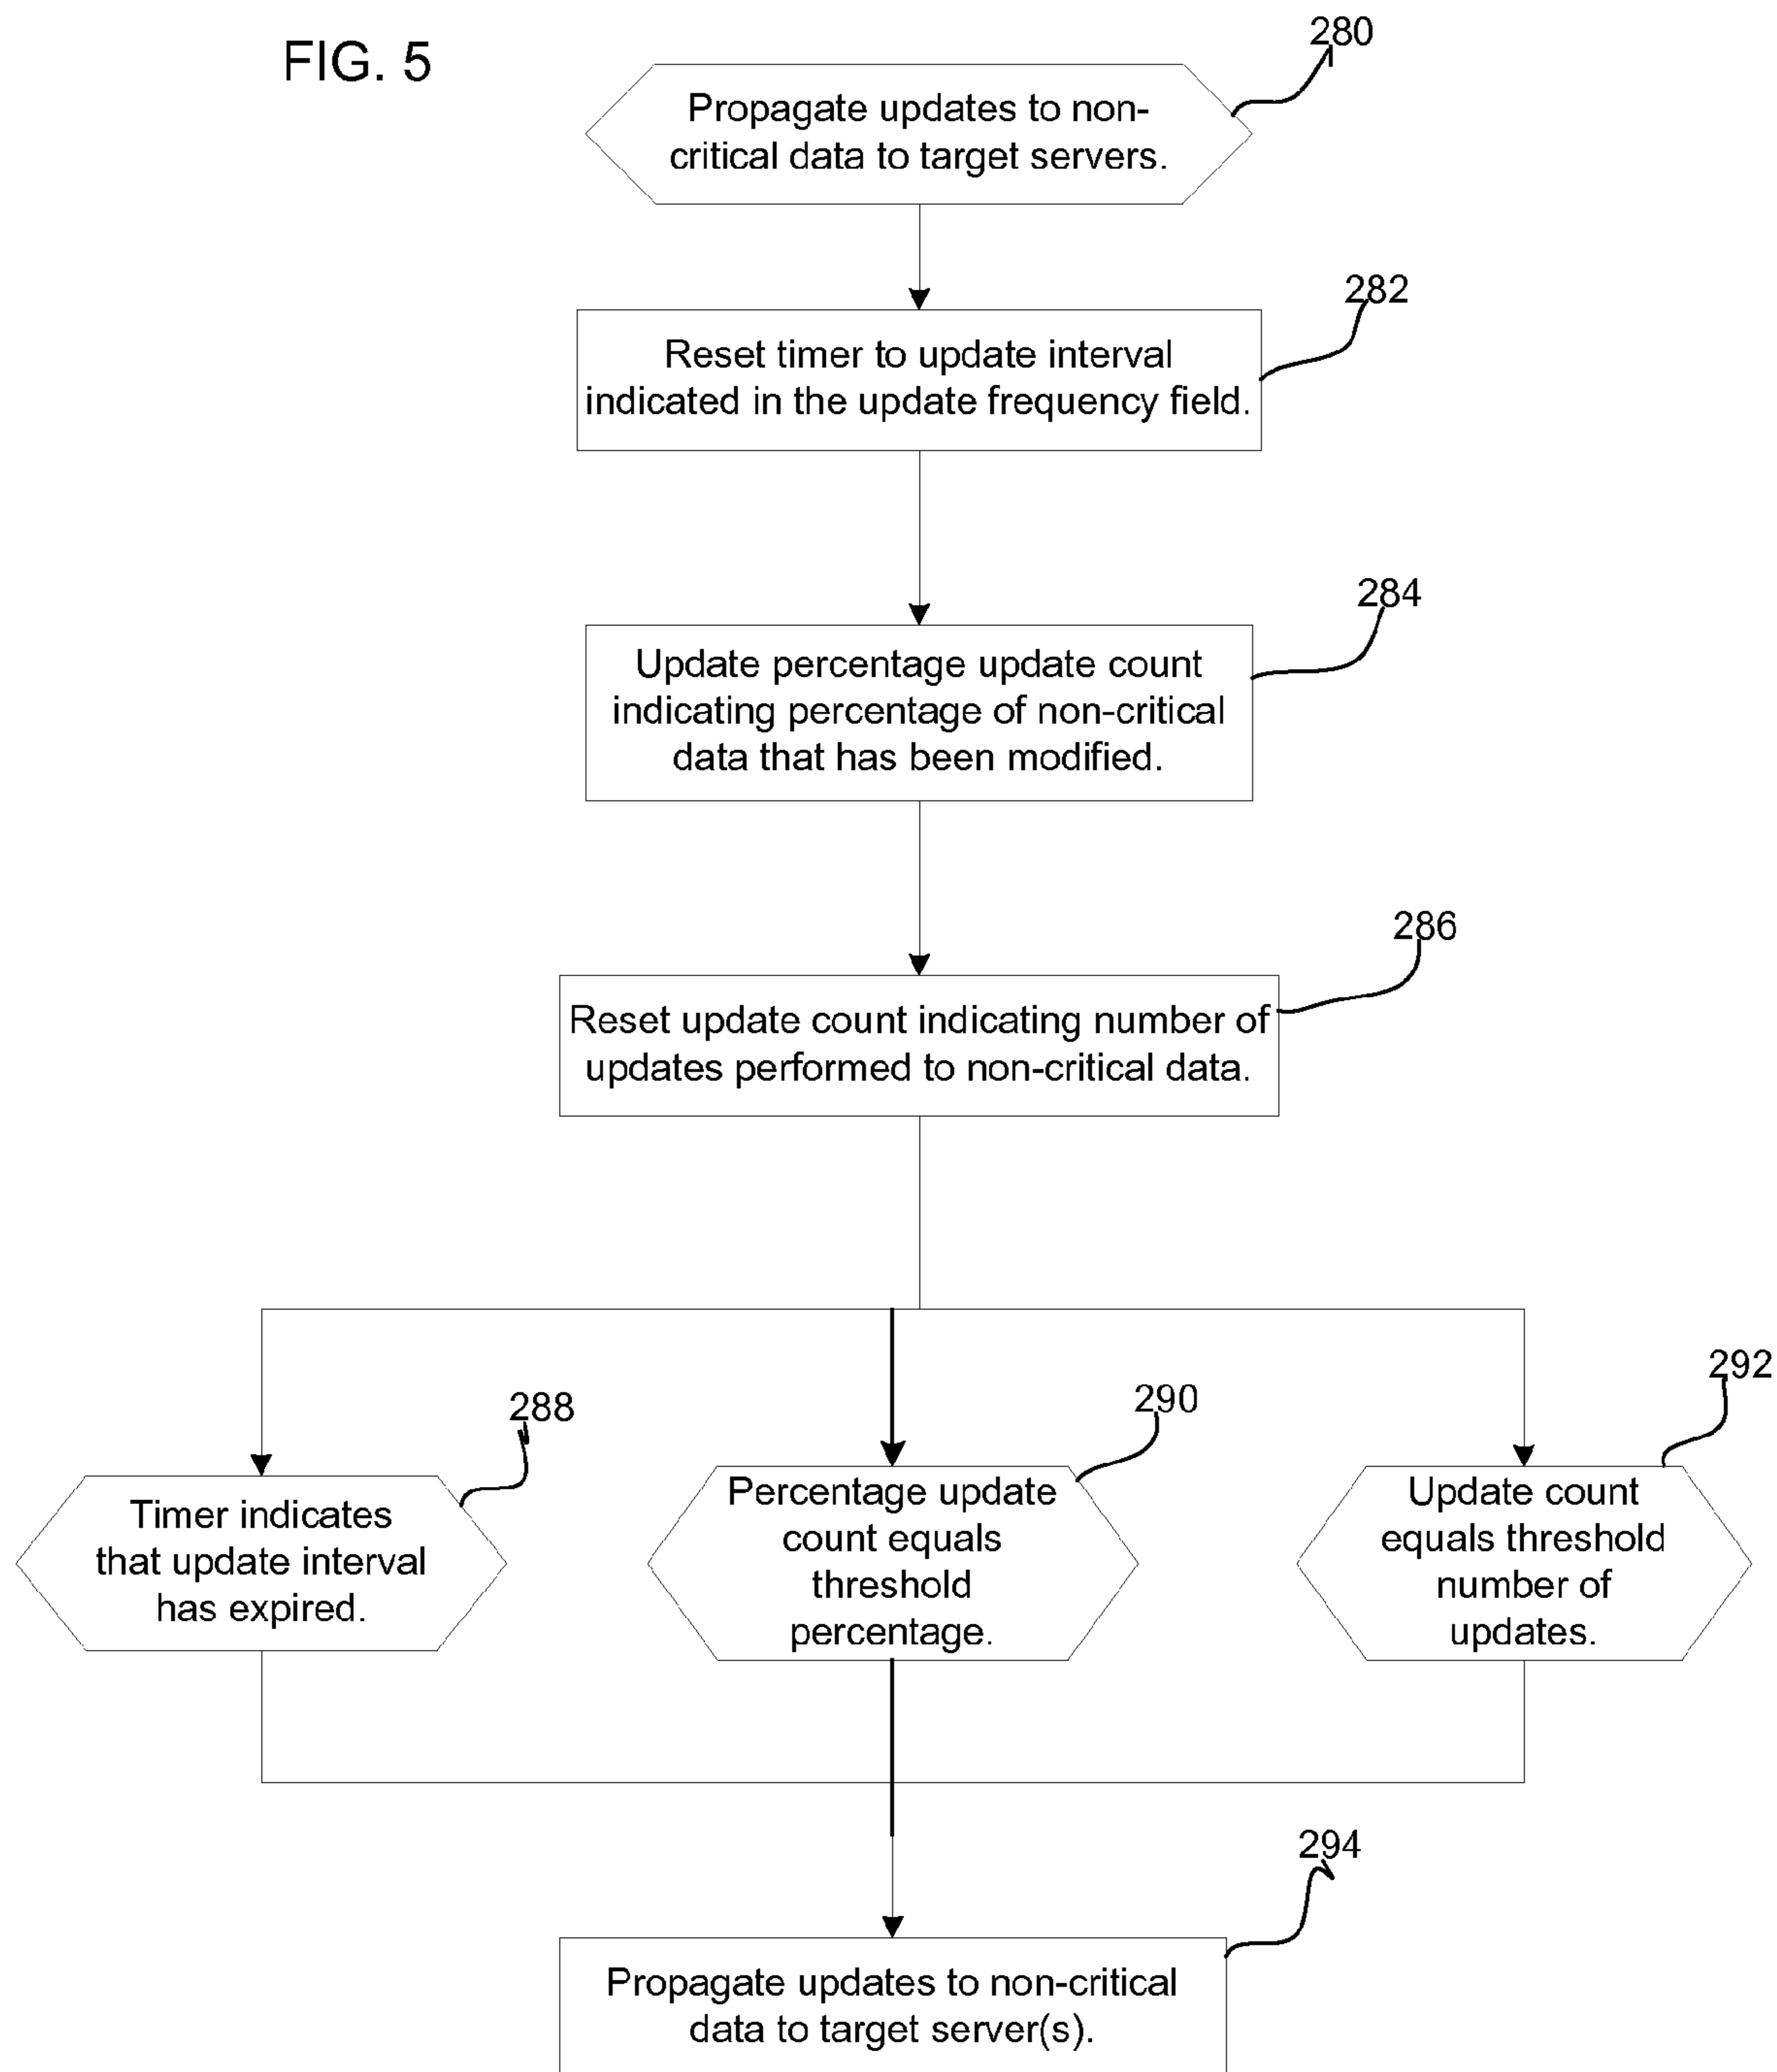 FIG. 5
280
Propagate updates to non-
critical data to target servers.
282
Reset timer to update interval
indicated in the update frequency field.
284
Update percentage update count
indicating percentage of non-critical
data that has been modified.
286
Reset update count indicating number of
updates performed to non-critical data.
288
Timer indicates
that update interval
has expired.
290
Percentage update
count equals
threshold
percentage.
292
Update count
equals threshold
number of
updates.
294
Propagate updates to non-critical
data to target server(s).